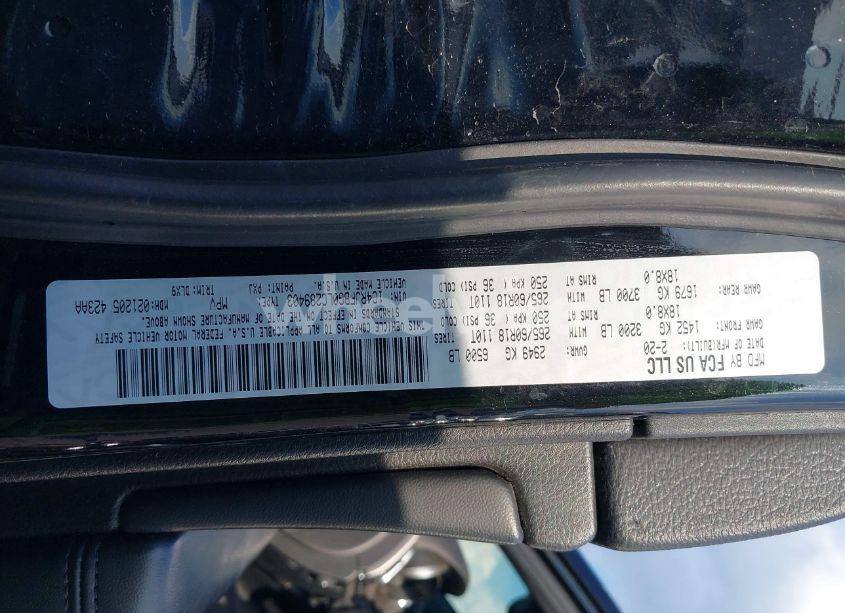 MFD BY FCA US LLC
DATE OF MFR(BUILT): 2-20 GVWR: 2949 KG 6500 LB
GAWR FRONT: 1452 KG 3200 LB WITH 265/60R18 110T TIRES
18X8.0 RIMS AT 250 KPA ( 36 PSI) COLD
GAWR REAR: 1679 KG 3700 LB WITH 265/60R18 110T TIRES
18X8.0 RIMS AT 250 KPA ( 36 PSI) COLD
THIS VEHICLE CONFORMS TO ALL APPLICABLE U.S.A. FEDERAL MOTOR VEHICLE SAFETY
STANDARDS IN EFFECT ON THE DATE OF MANUFACTURE SHOWN ABOVE
VIN: 1C4RJFBG0LC289403 TYPE: MPV MDH: 021205 423AA
VEHICLE MADE IN U.S.A. PAINT: PXJ TRIM: DLX9